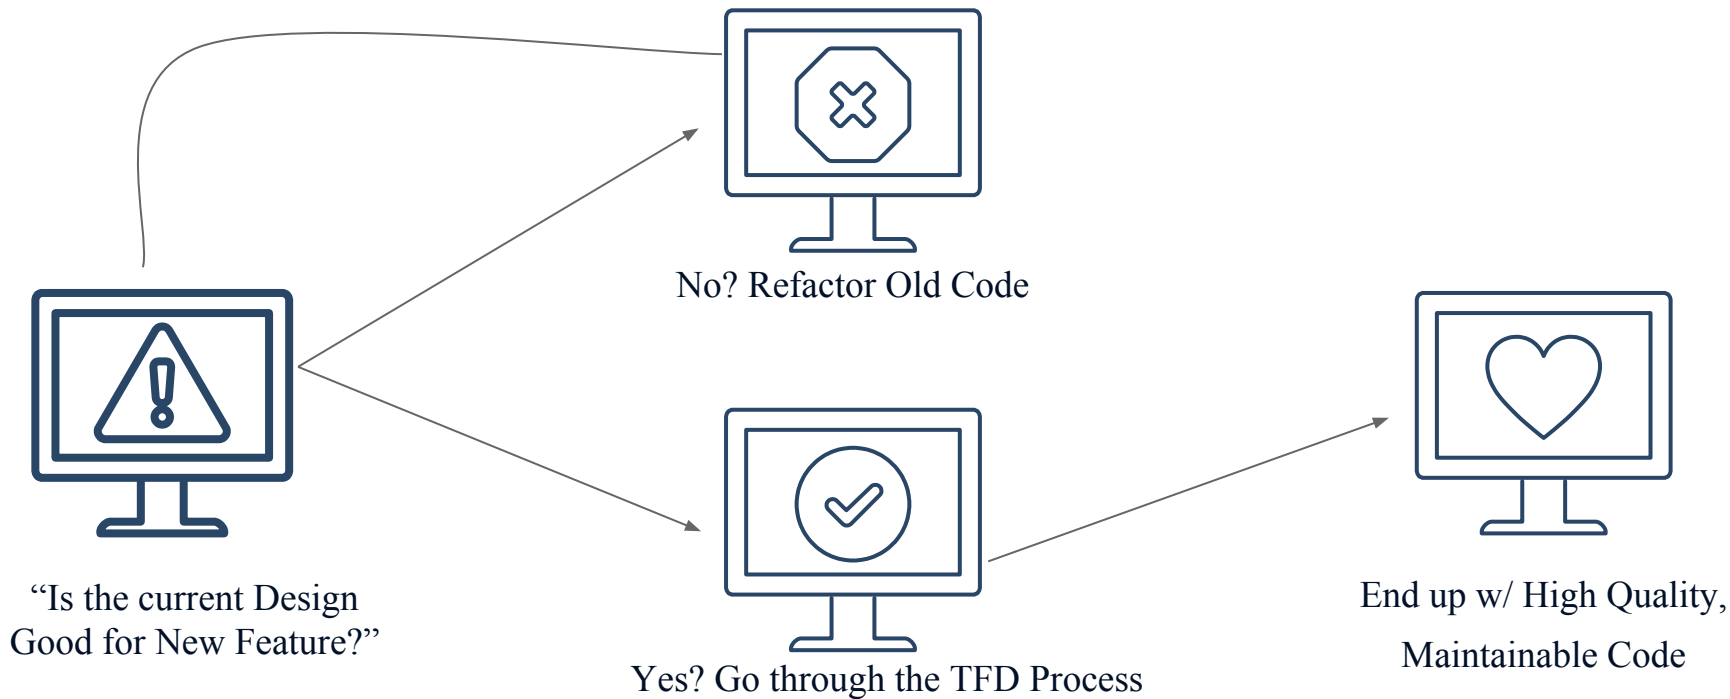 No? Refactor Old Code
“Is the current Design
Good for New Feature?”
Yes? Go through the TFD Process
End up w/ High Quality,
Maintainable Code